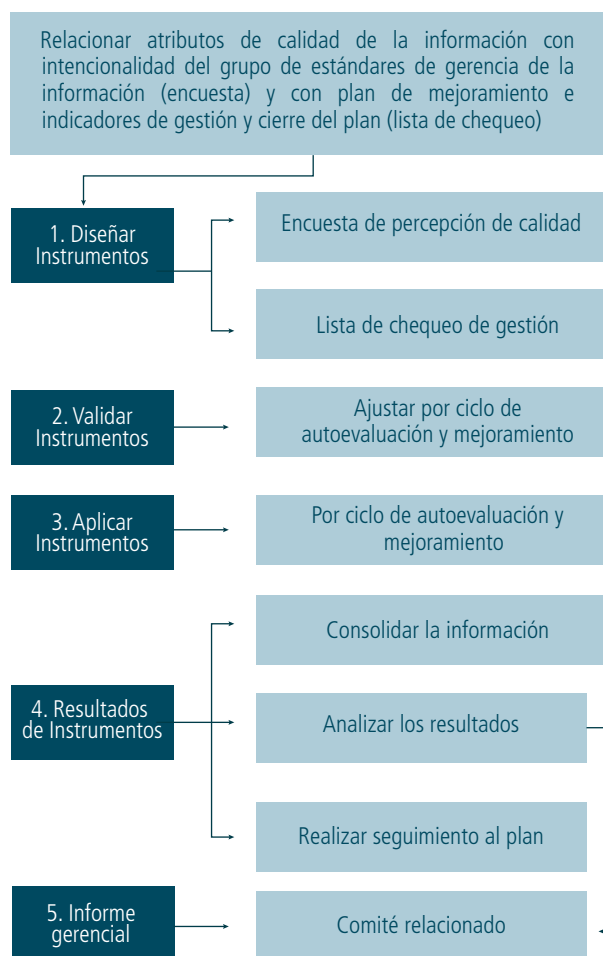 Relacionar atributos de calidad de la información con
intencionalidad del grupo de estándares de gerencia de la
información (encuesta) y con plan de mejoramiento e
indicadores de gestión y cierre del plan (lista de chequeo)
1. Diseñar
Instrumentos
Encuesta de percepción de calidad
Lista de chequeo de gestión
2. Validar
Instrumentos
Ajustar por ciclo de
autoevaluación y mejoramiento
3. Aplicar
Instrumentos
Por ciclo de autoevaluación y
mejoramiento
4. Resultados
de Instrumentos
Consolidar la información
Analizar los resultados
Realizar seguimiento al plan
5. Informe
gerencial
Comité relacionado